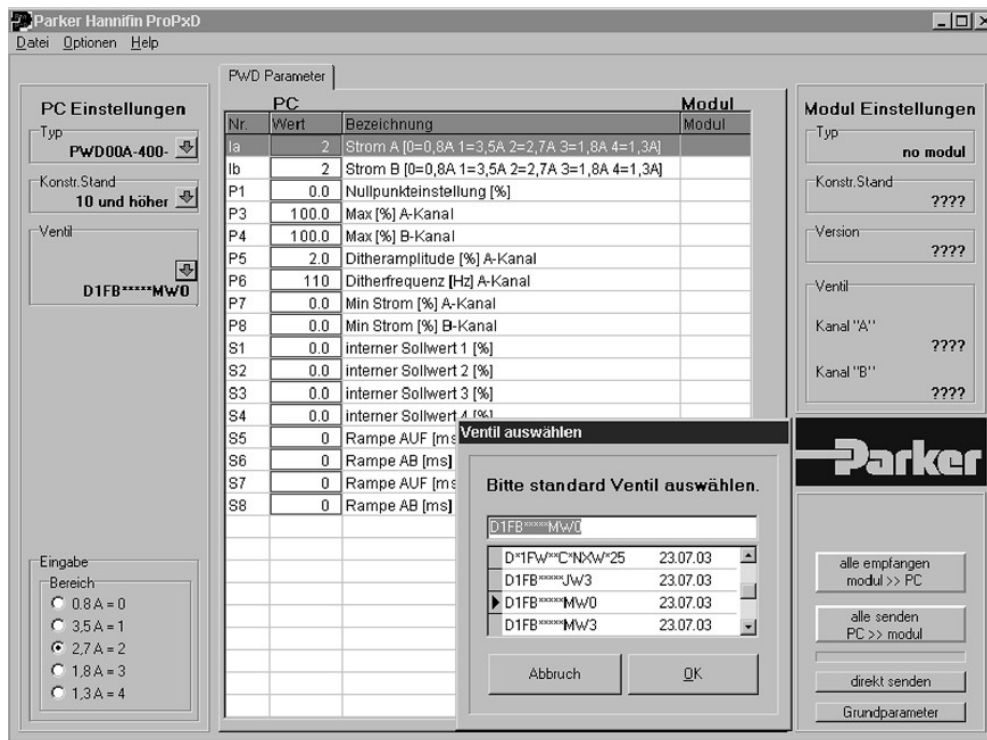 Parker Hannifin ProPxD
Datei Optionen Help
PC Einstellungen
Typ
PWD00A-400-
Konstr.Stand
10 und höher
Ventil
D1FB*****MW0
Eingabe
Bereich
0.8 A = 0
3,5 A = 1
2,7 A = 2
1,8 A = 3
1,3 A = 4
PWD Parameter
PC Modul
Nr. Wert Bezeichnung Modul
Ia 2 Strom A [0=0,8A 1=3,5A 2=2,7A 3=1,8A 4=1,3A]
Ib 2 Strom B [0=0,8A 1=3,5A 2=2,7A 3=1,8A 4=1,3A]
P1 0.0 Nullpunkteinstellung [%]
P3 100.0 Max [%] A-Kanal
P4 100.0 Max [%] B-Kanal
P5 2.0 Ditheramplitude [%] A-Kanal
P6 110 Ditherfrequenz [Hz] A-Kanal
P7 0.0 Min Strom [%] A-Kanal
P8 0.0 Min Strom [%] B-Kanal
S1 0.0 interner Sollwert 1 [%]
S2 0.0 interner Sollwert 2 [%]
S3 0.0 interner Sollwert 3 [%]
S4 0.0 interner Sollwert 4 [%]
S5 0 Rampe AUF [ms
S6 0 Rampe AB [ms]
S7 0 Rampe AUF [ms
S8 0 Rampe AB [ms]
Ventil auswählen
Bitte standard Ventil auswählen.
D1FB*****MW0
D*1FW**C*NXW*25 23.07.03
D1FB*****JW3 23.07.03
D1FB*****MW0 23.07.03
D1FB*****MW3 23.07.03
Abbruch OK
Modul Einstellungen
Typ
no modul
Konstr.Stand
????
Version
????
Ventil
Kanal "A"
????
Kanal "B"
????
Parker
alle empfangen
modul >> PC
alle senden
PC >> modul
direkt senden
Grundparameter